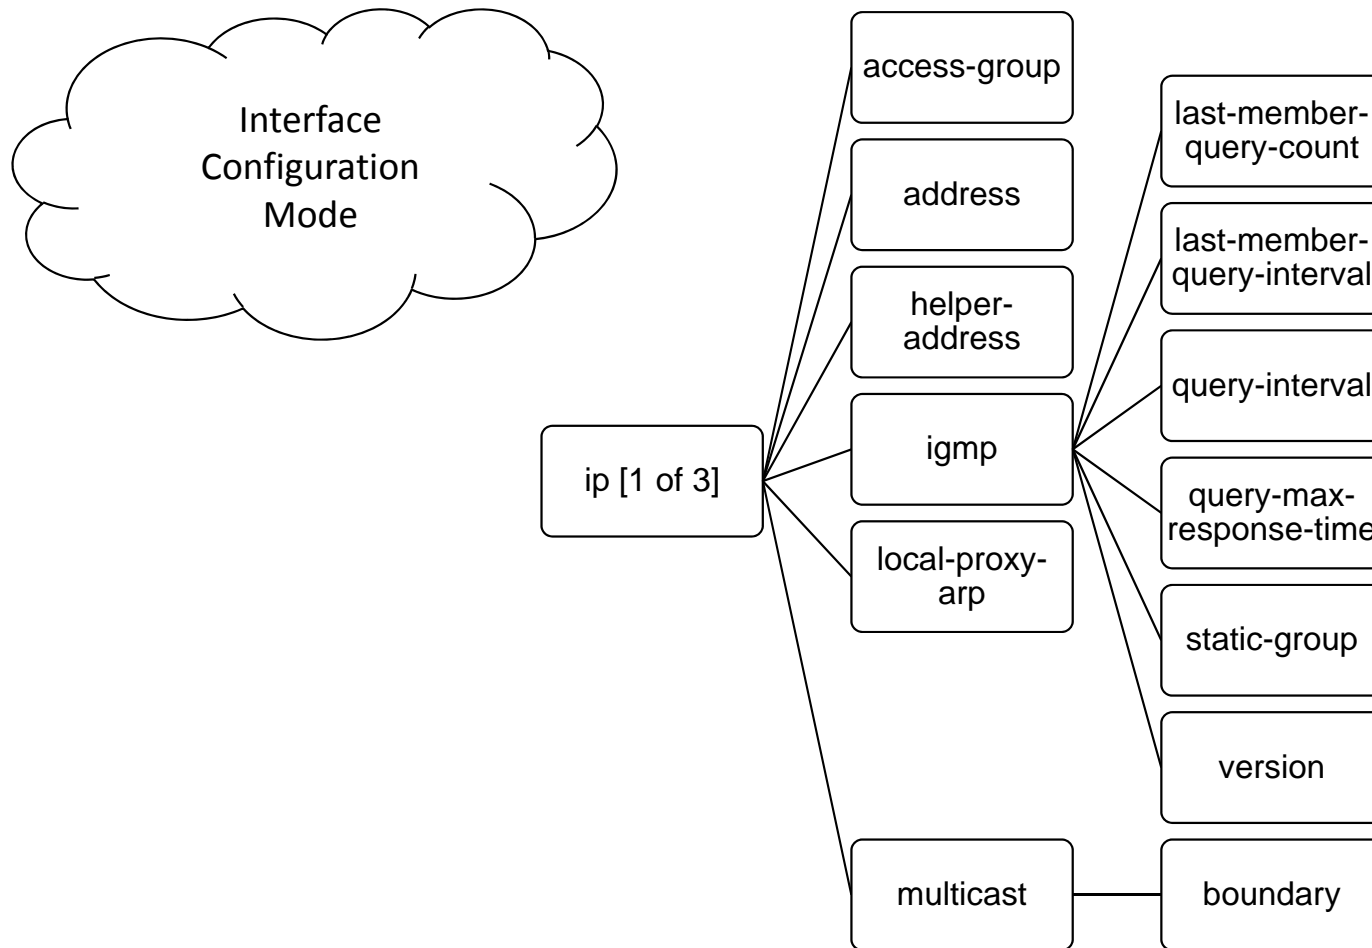 Interface
Configuration
Mode
ip [1 of 3]
access-group
address
helper-
address
igmp
local-proxy-
arp
multicast
last-member-
query-count
last-member-
query-interval
query-interval
query-max-
response-time
static-group
version
boundary